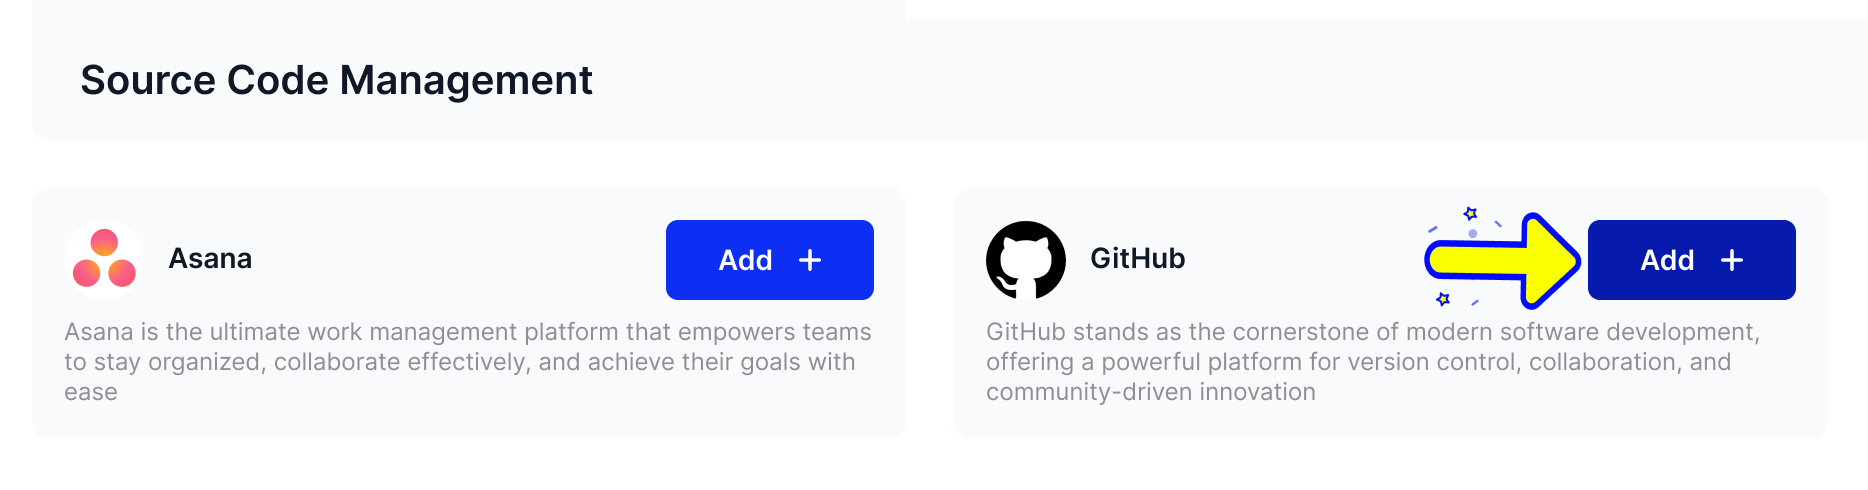 Source Code Management
Asana
Add +
Asana is the ultimate work management platform that empowers teams
to stay organized, collaborate effectively, and achieve their goals with
ease
GitHub
Add +
GitHub stands as the cornerstone of modern software development,
offering a powerful platform for version control, collaboration, and
community-driven innovation